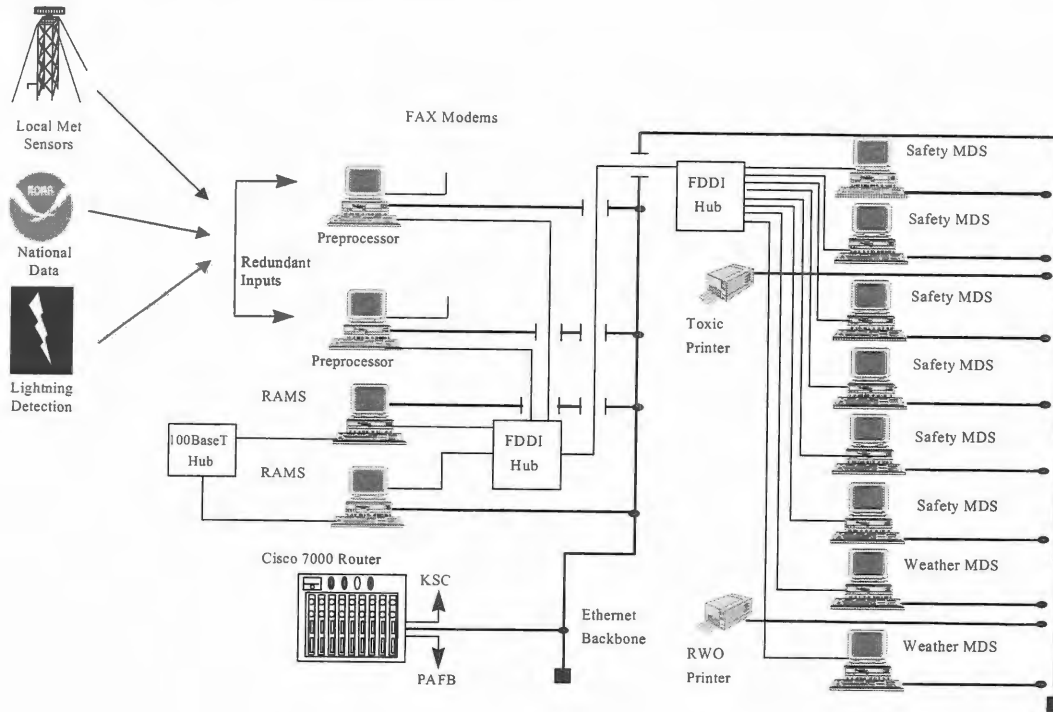 Local Met
Sensors
NOAA
National
Data
Lightning
Detection
Redundant
Inputs
FAX Modems
Preprocessor
Preprocessor
RAMS
RAMS
100BaseT
Hub
FDDI
Hub
Cisco 7000 Router
KSC
PAFB
Ethernet
Backbone
FDDI
Hub
Toxic
Printer
RWO
Printer
Safety MDS
Safety MDS
Safety MDS
Safety MDS
Safety MDS
Safety MDS
Weather MDS
Weather MDS